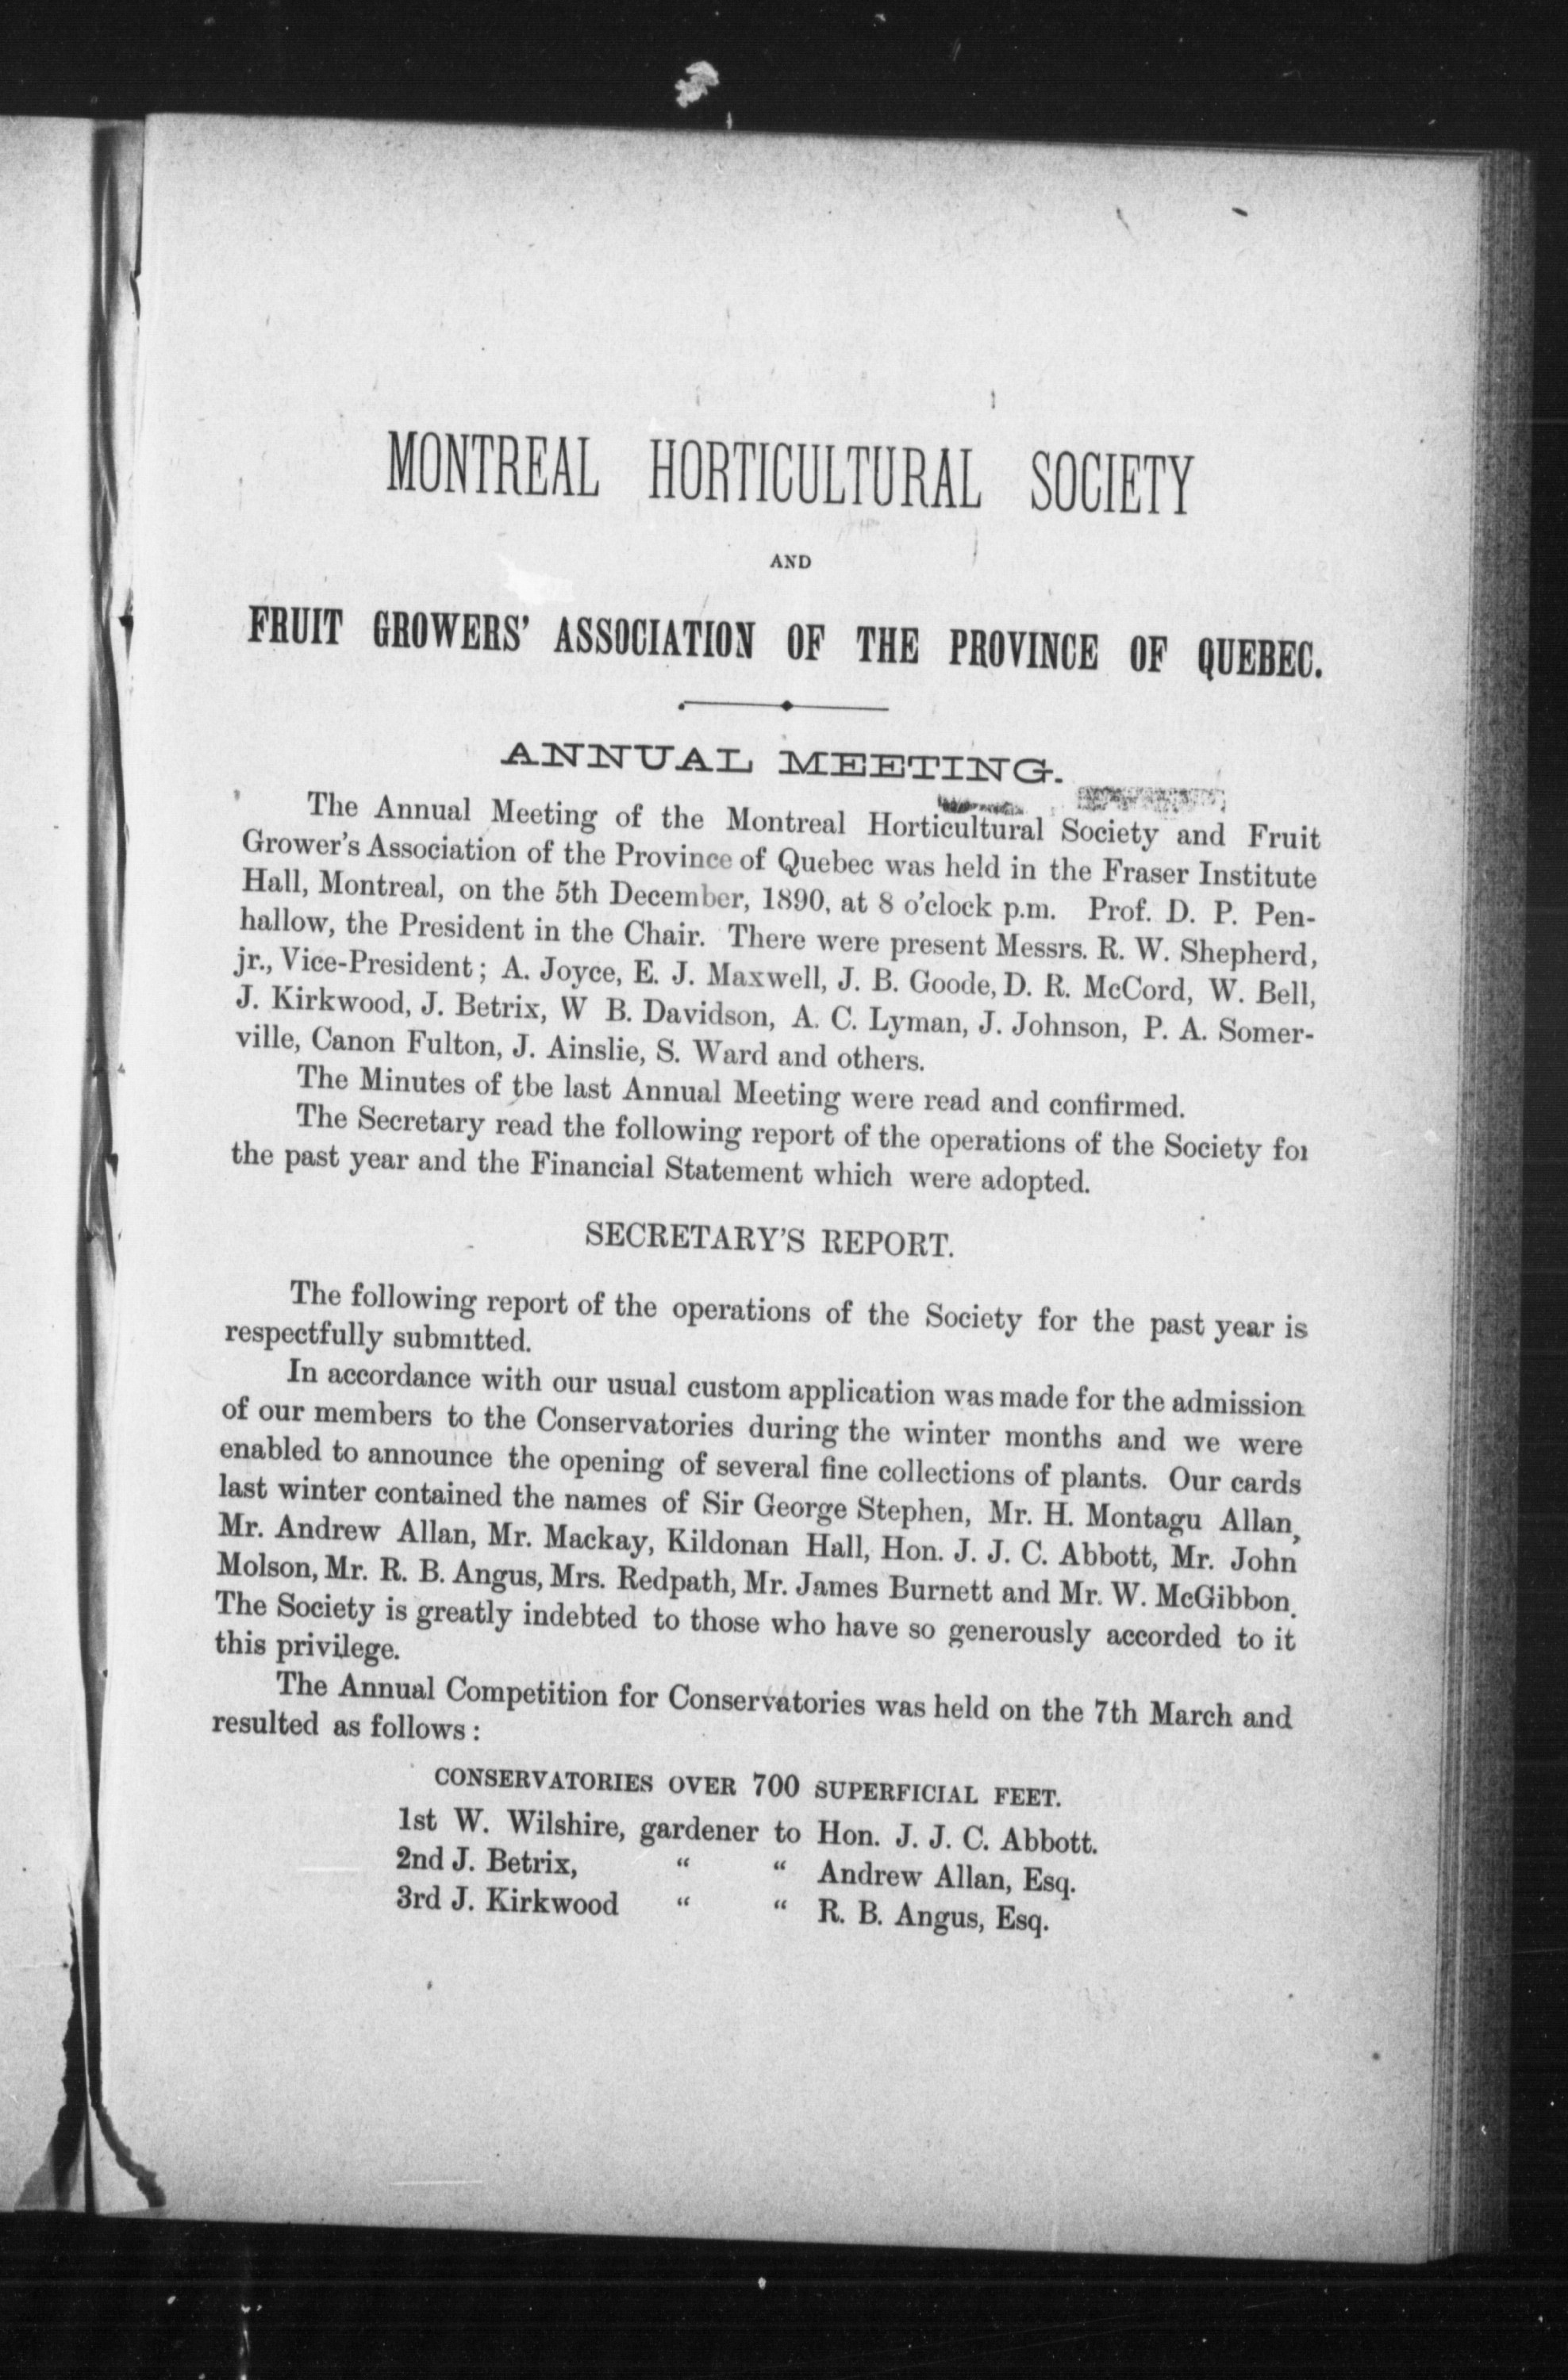 MONTREAL HORTICULTURAL SOCIETY
AND
FRUIT GROWERS' ASSOCIATION OF THE PROVINCE OF QUEBEC.
ANNUAL MEETING.
The Annual Meeting of the Montreal Horticultural Society and Fruit
Grower's Association of the Province of Quebec was held in the Fraser Institute
Hall, Montreal, on the 5th December, 1890, at 8 o'clock p.m. Prof. D. P. Pen-
hallow, the President in the Chair. There were present Messrs. R. W. Shepherd,
jr., Vice-President; A. Joyce, E. J. Maxwell, J. B. Goode, D. R. McCord, W. Bell,
J. Kirkwood, J. Betrix, W B. Davidson, A. C. Lyman, J. Johnson, P. A. Somer-
ville, Canon Fulton, J. Ainslie, S. Ward and others.
The Minutes of tbe last Annual Meeting were read and confirmed.
The Secretary read the following report of the operations of the Society for
the past year and the Financial Statement which were adopted.
SECRETARY'S REPORT.
The following report of the operations of the Society for the past year is
respectfully submitted.
In accordance with our usual custom application was made for the admission
of our members to the Conservatories during the winter months and we were
enabled to announce the opening of several fine collections of plants. Our cards
last winter contained the names of Sir George Stephen, Mr. H. Montagu Allan,
Mr. Andrew Allan, Mr. Mackay, Kildonan Hall, Hon. J. J. C. Abbott, Mr. John
Molson, Mr. R. B. Angus, Mrs. Redpath, Mr. James Burnett and Mr. W. McGibbon.
The Society is greatly indebted to those who have so generously accorded to it
this privilege.
The Annual Competition for Conservatories was held on the 7th March and
resulted as follows:
CONSERVATORIES OVER 700 SUPERFICIAL FEET.
1st W. Wilshire, gardener to Hon. J. J. C. Abbott.
2nd J. Betrix, " " Andrew Allan, Esq.
3rd J. Kirkwood " " R. B. Angus, Esq.